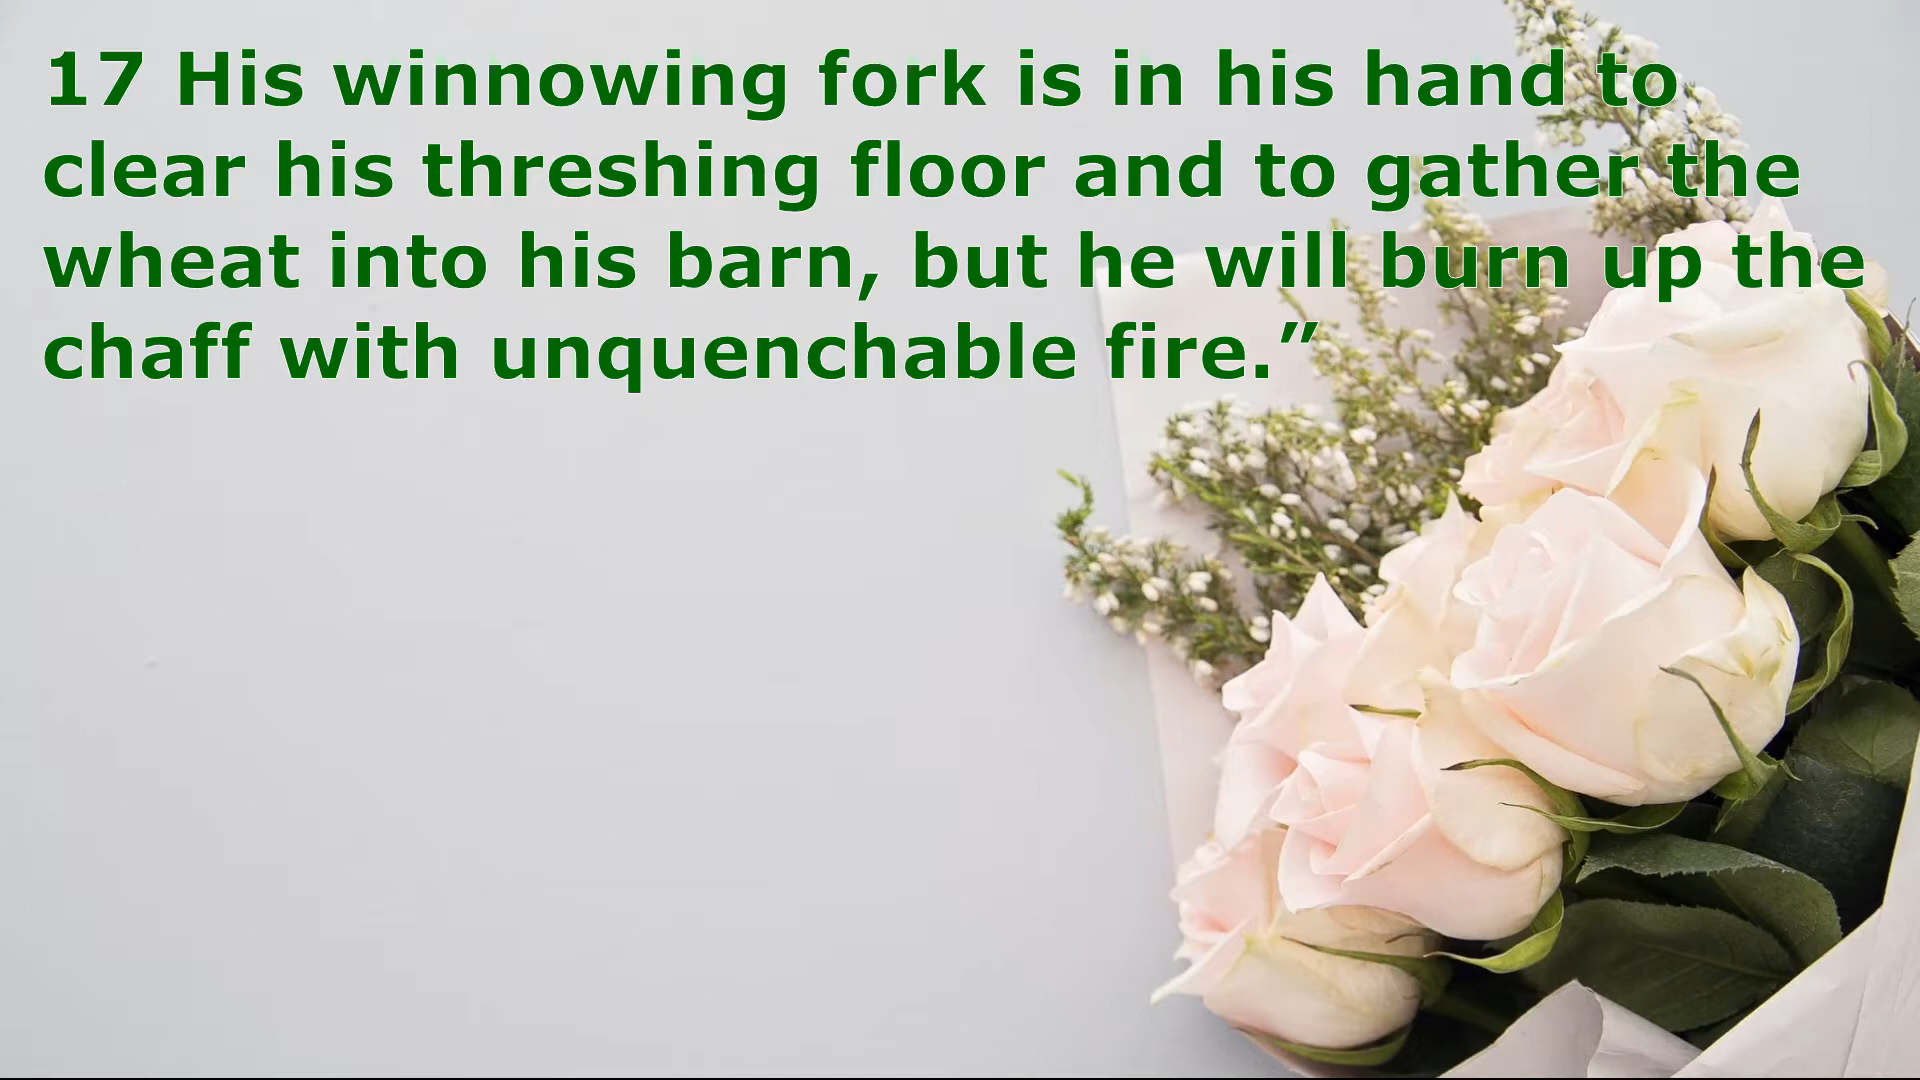 17 His winnowing fork is in his hand to
clear his threshing floor and to gather the
wheat into his barn, but he will burn up the
chaff with unquenchable fire.”